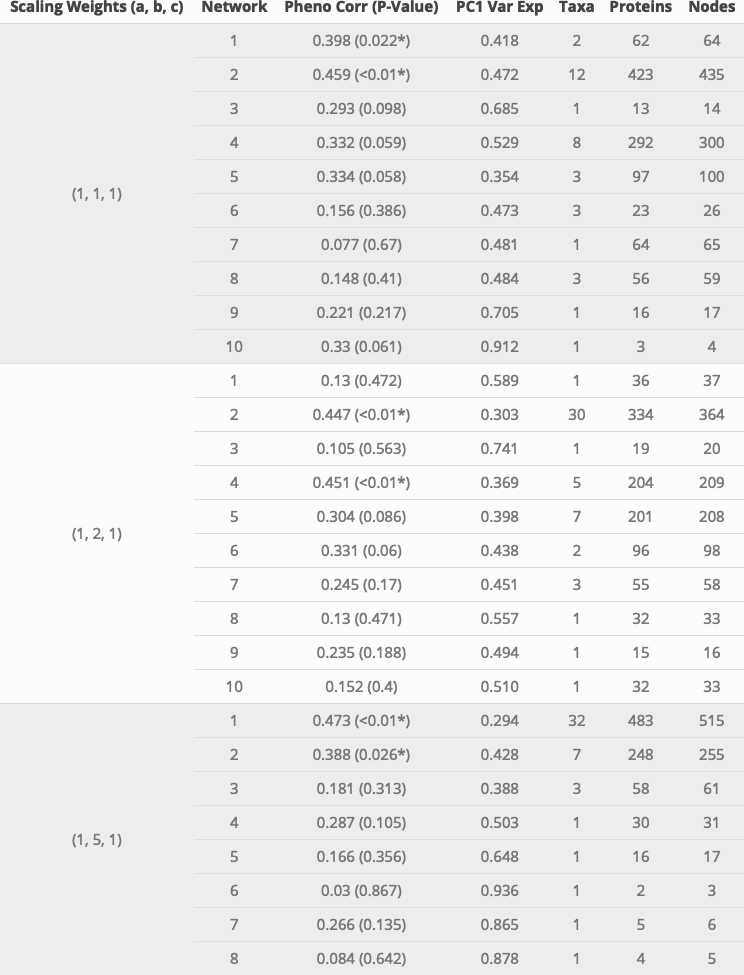 Scaling Weights (a, b, c) Network Pheno Corr (P-Value) PC1 Var Exp Taxa Proteins Nodes
1 0.398 (0.022*) 0.418 2 62 64
2 0.459 (<0.01*) 0.472 12 423 435
3 0.293 (0.098) 0.685 1 13 14
4 0.332 (0.059) 0.529 8 292 300
5 0.334 (0.058) 0.354 3 97 100
(1, 1, 1)
6 0.156 (0.386) 0.473 3 23 26
7 0.077 (0.67) 0.481 1 64 65
8 0.148 (0.41) 0.484 3 56 59
9 0.221 (0.217) 0.705 1 16 17
10 0.33 (0.061) 0.912 1 3 4
1 0.13 (0.472) 0.589 1 36 37
2 0.447 (<0.01*) 0.303 30 334 364
3 0.105 (0.563) 0.741 1 19 20
4 0.451 (<0.01*) 0.369 5 204 209
5 0.304 (0.086) 0.398 7 201 208
(1, 2, 1)
6 0.331 (0.06) 0.438 2 96 98
7 0.245 (0.17) 0.451 3 55 58
8 0.13 (0.471) 0.557 1 32 33
9 0.235 (0.188) 0.494 1 15 16
10 0.152 (0.4) 0.510 1 32 33
1 0.473 (<0.01*) 0.294 32 483 515
2 0.388 (0.026*) 0.428 7 248 255
3 0.181 (0.313) 0.388 3 58 61
4 0.287 (0.105) 0.503 1 30 31
(1, 5, 1)
5 0.166 (0.356) 0.648 1 16 17
6 0.03 (0.867) 0.936 1 2 3
7 0.266 (0.135) 0.865 1 5 6
8 0.084 (0.642) 0.878 1 4 5